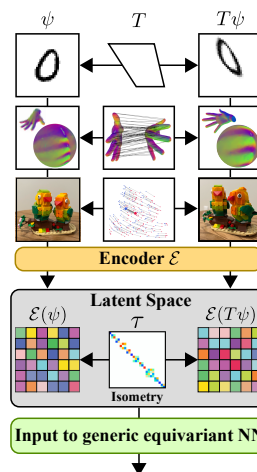 ψ T Tψ
Encoder ℰ
Latent Space
ℰ(ψ) τ ℰ(Tψ)
Isometry
Input to generic equivariant NN